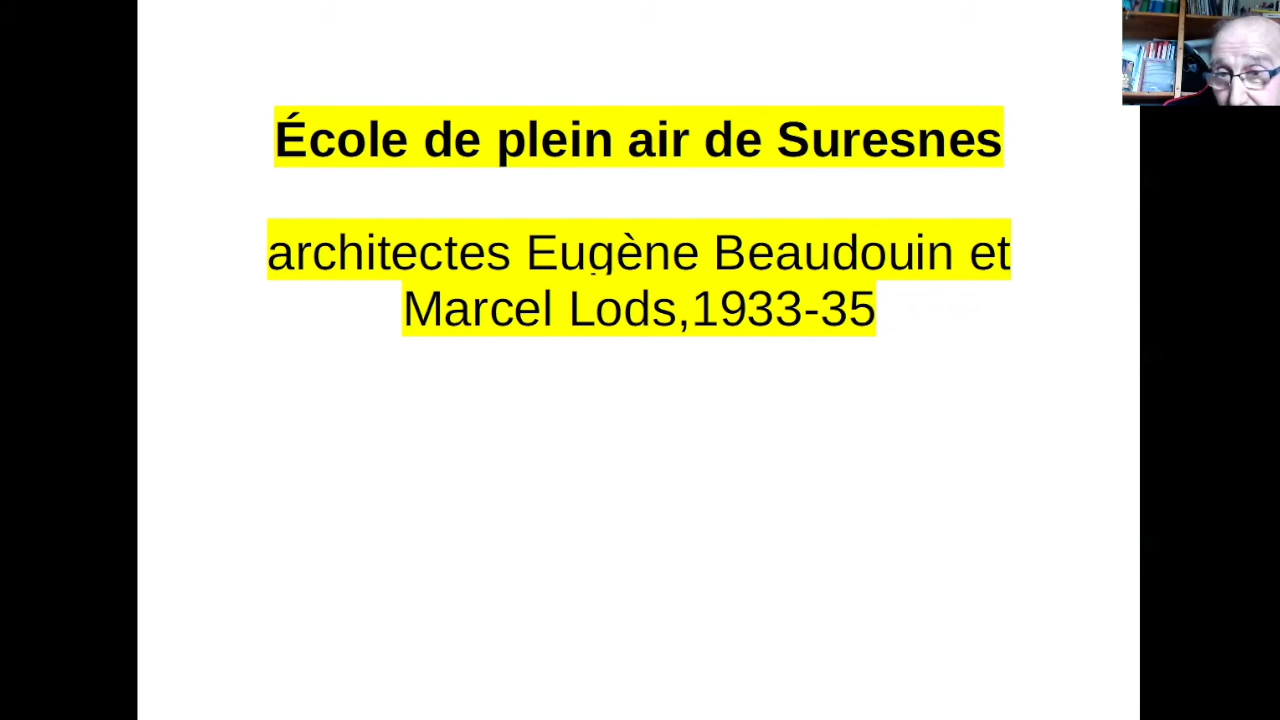 École de plein air de Suresnes
architectes Eugène Beaudouin et
Marcel Lods,1933-35